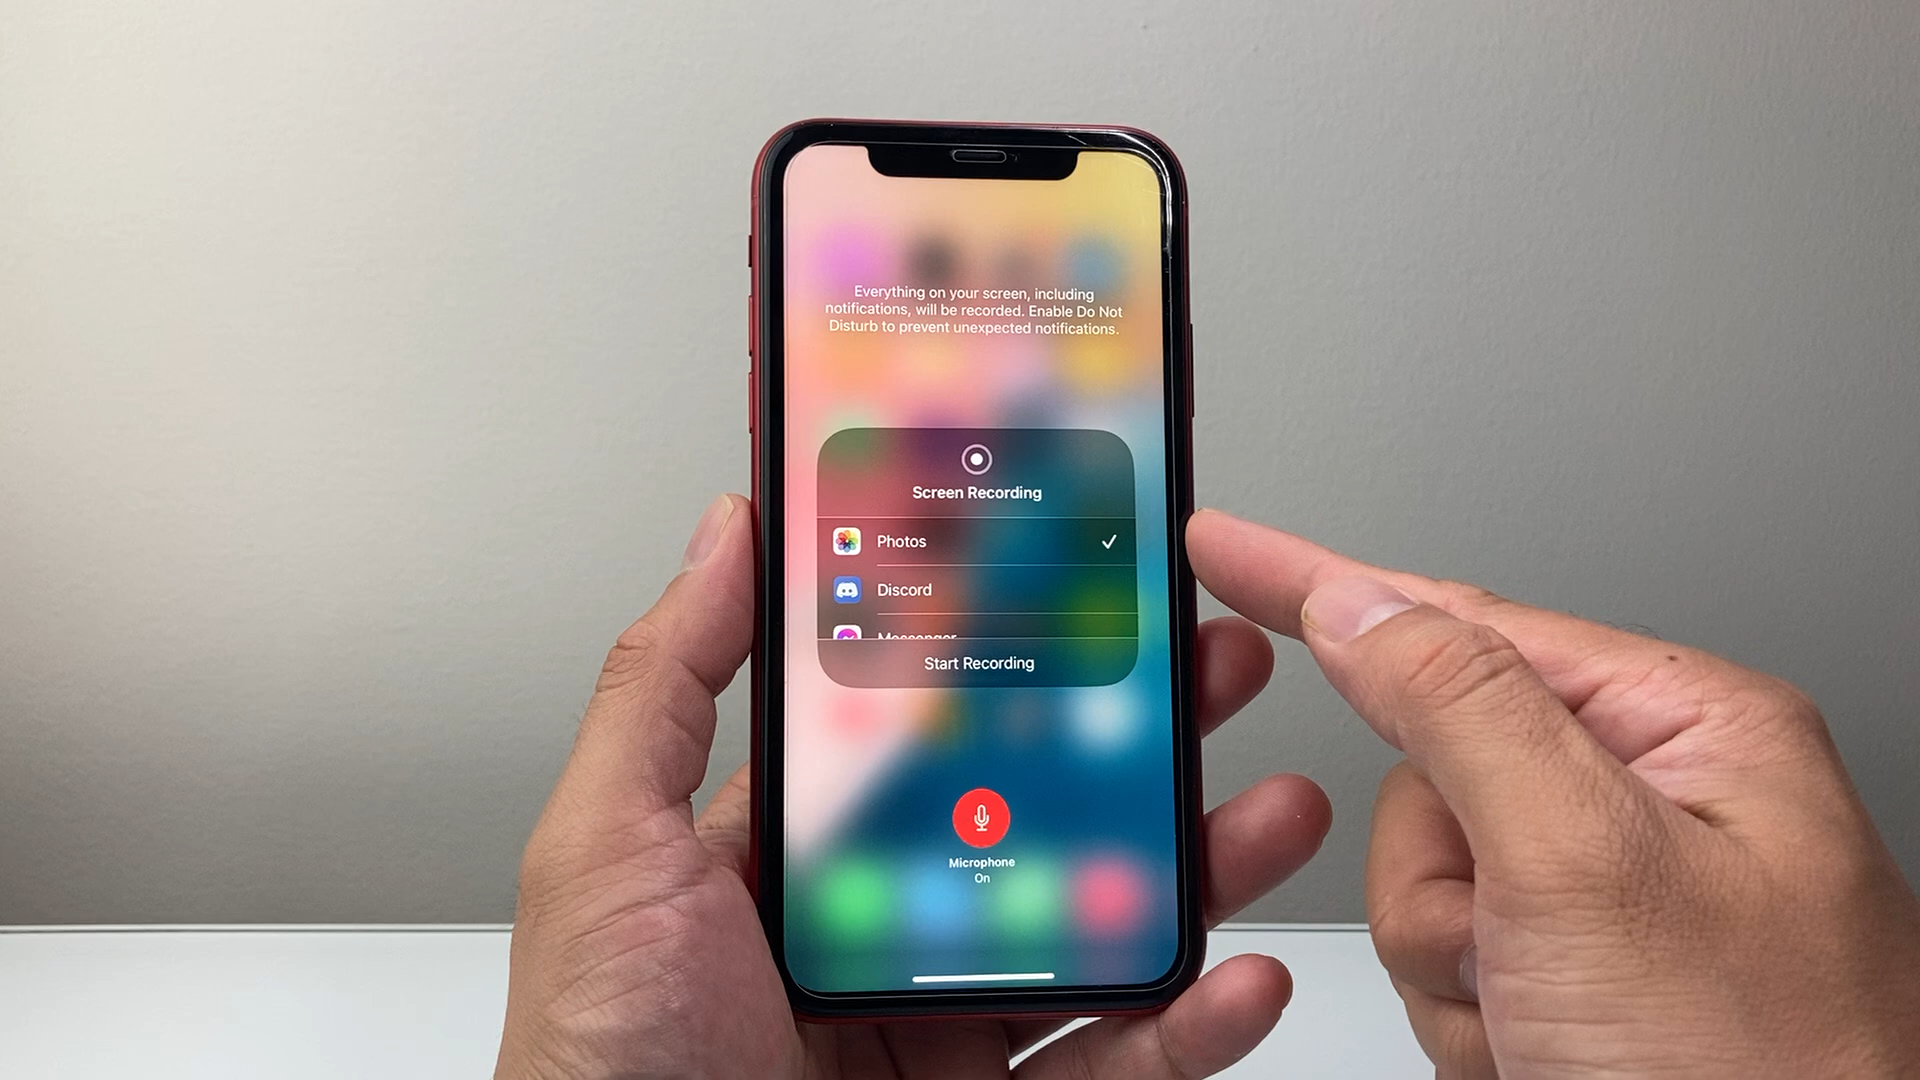 Everything on your screen, including
notifications, will be recorded. Enable Do Not
Disturb to prevent unexpected notifications.
Screen Recording
Photos
Discord
Messenger
Start Recording
Microphone
On